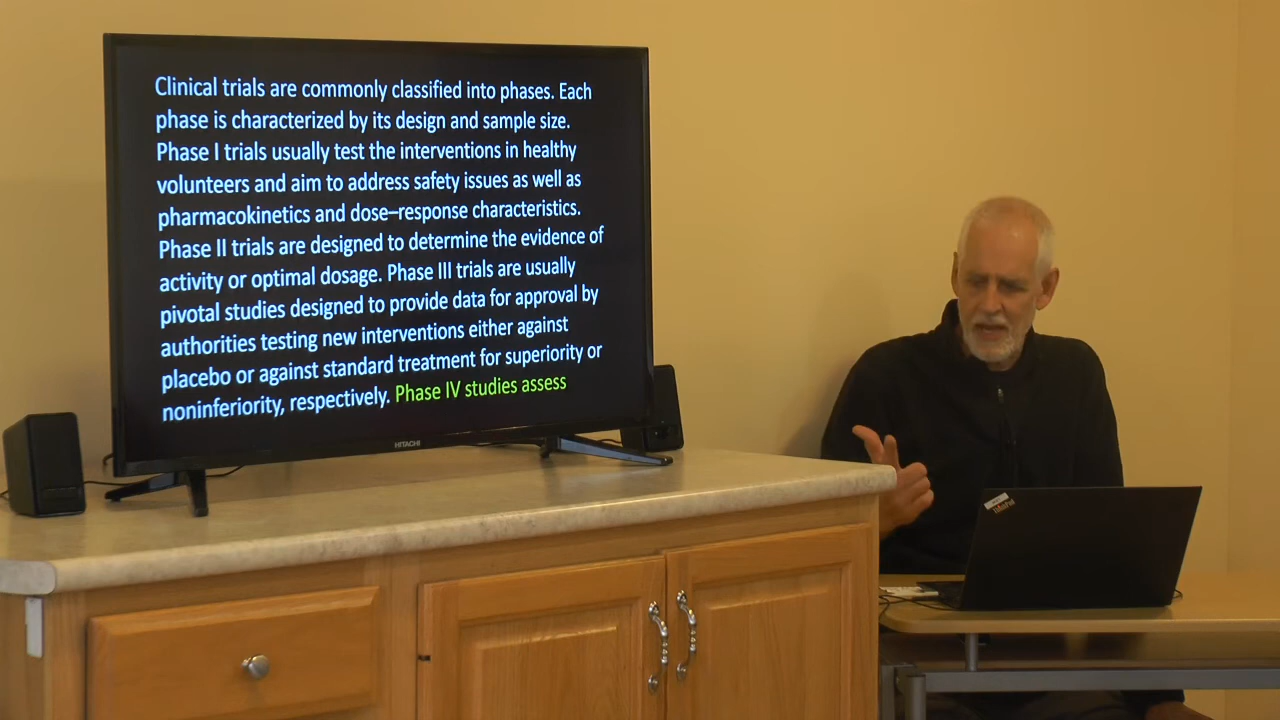 Clinical trials are commonly classified into phases. Each
phase is characterized by its design and sample size.
Phase I trials usually test the interventions in healthy
volunteers and aim to address safety issues as well as
pharmacokinetics and dose–response characteristics.
Phase II trials are designed to determine the evidence of
activity or optimal dosage. Phase III trials are usually
pivotal studies designed to provide data for approval by
authorities testing new interventions either against
placebo or against standard treatment for superiority or
noninferiority, respectively. Phase IV studies assess
HITACHI